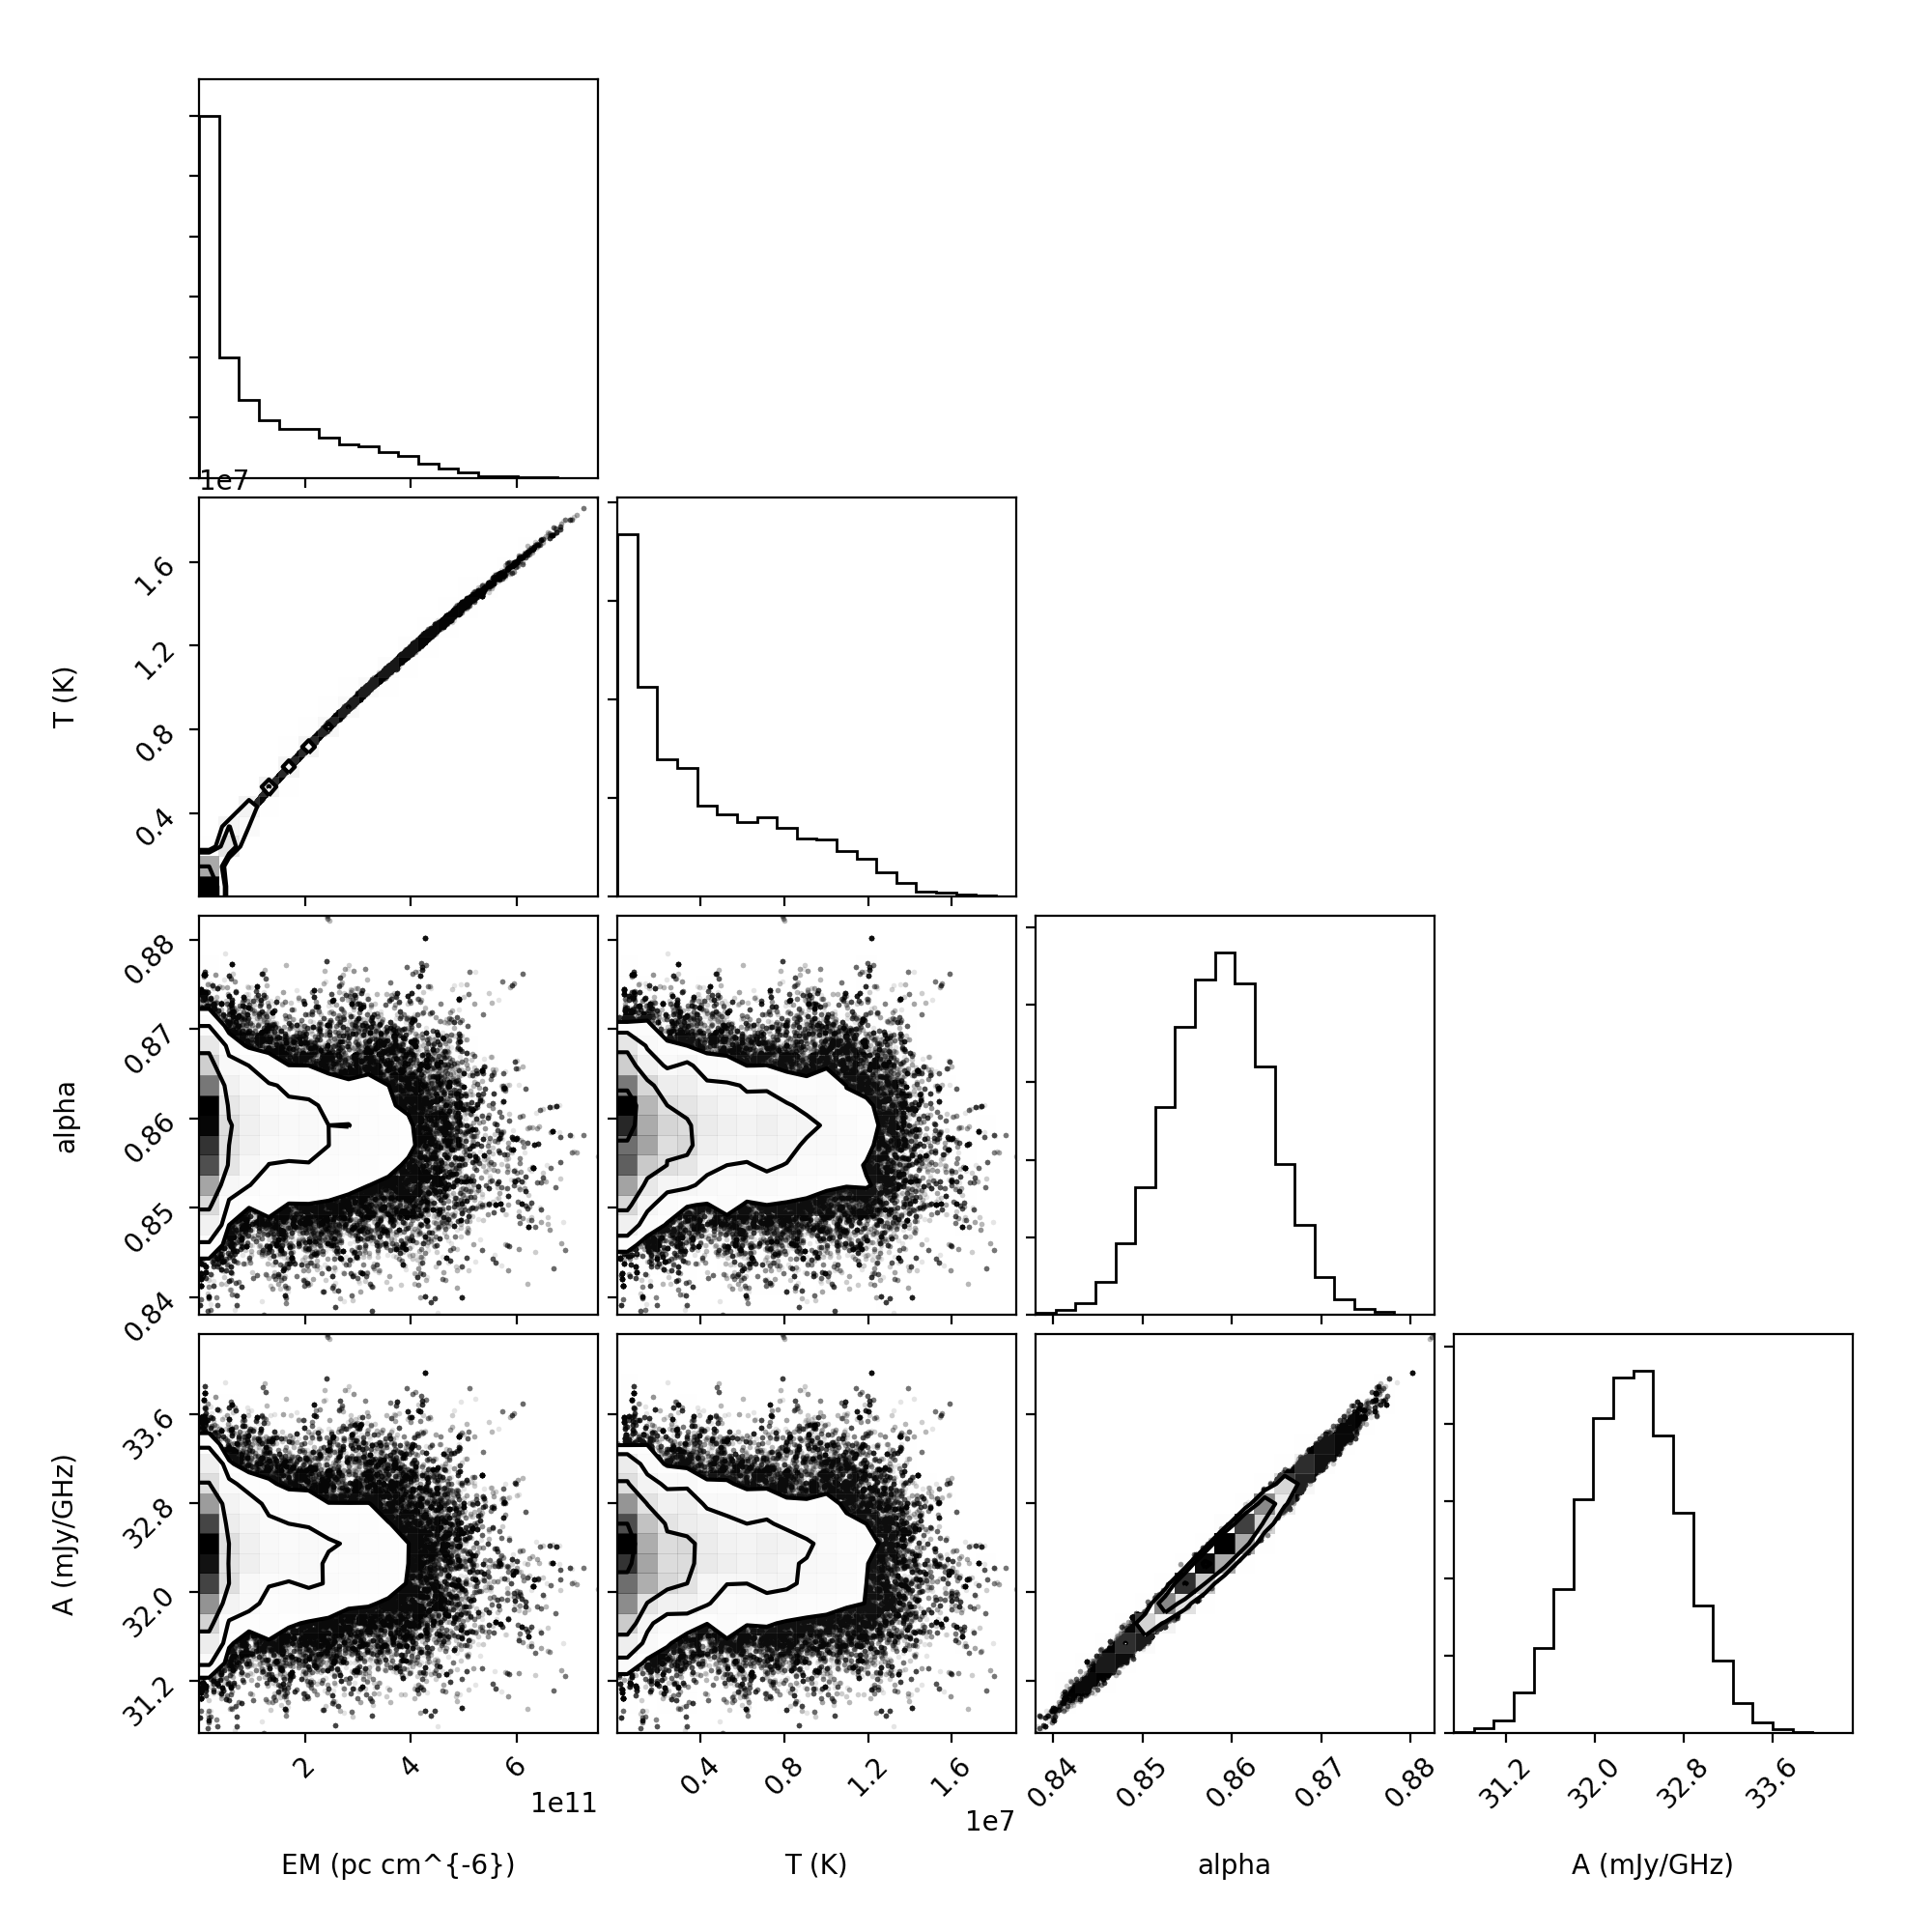 1e7
T (K)
1.6
1.2
0.8
0.4
alpha
0.88
0.87
0.86
0.85
0.84
A (mJy/GHz)
33.6
32.8
32.0
31.2
2 4 6
1e11
EM (pc cm^{-6})
0.4 0.8 1.2 1.6
1e7
T (K)
0.84 0.85 0.86 0.87 0.88
alpha
31.2 32.0 32.8 33.6
A (mJy/GHz)